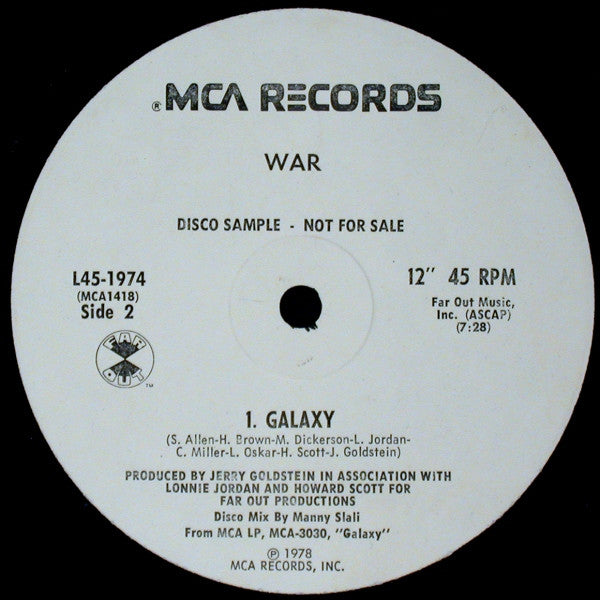 ® MCA RECORDS
WAR
DISCO SAMPLE - NOT FOR SALE
L45-1974
(MCA1418)
Side 2
12" 45 RPM
Far Out Music,
Inc. (ASCAP)
(7:28)
FAR
OUT
TM
1. GALAXY
(S. Allen-H. Brown-M. Dickerson-L. Jordan-
C. Miller-L. Oskar-H. Scott-J. Goldstein)
PRODUCED BY JERRY GOLDSTEIN IN ASSOCIATION WITH
LONNIE JORDAN AND HOWARD SCOTT FOR
FAR OUT PRODUCTIONS
Disco Mix By Manny Slali
From MCA LP, MCA-3030, "Galaxy"
℗ 1978
MCA RECORDS, INC.